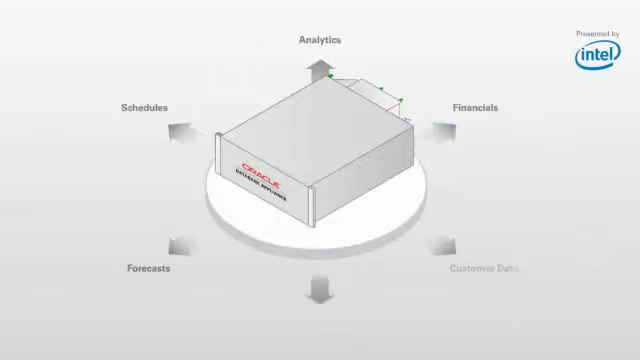 Analytics
Presented by
intel
Schedules
Financials
ORACLE
DATABASE APPLIANCE
Forecasts
Customer Data